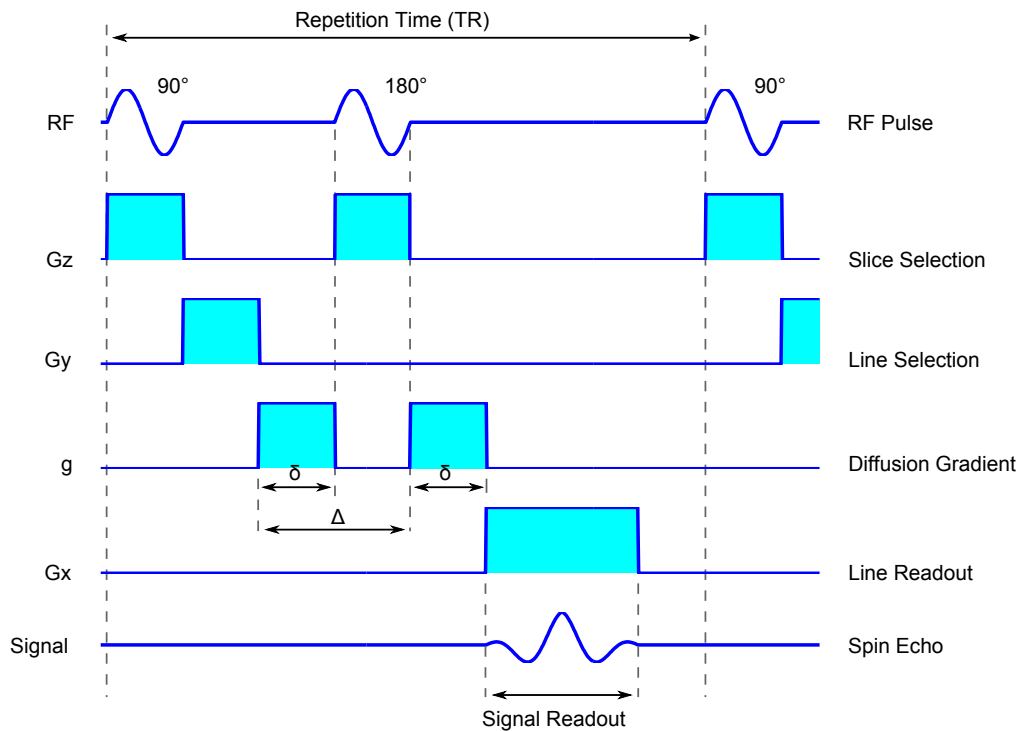 Repetition Time (TR)
90° 180° 90°
RF RF Pulse
Gz Slice Selection
Gy Line Selection
g Diffusion Gradient
δ δ
Δ
Gx Line Readout
Signal Spin Echo
Signal Readout